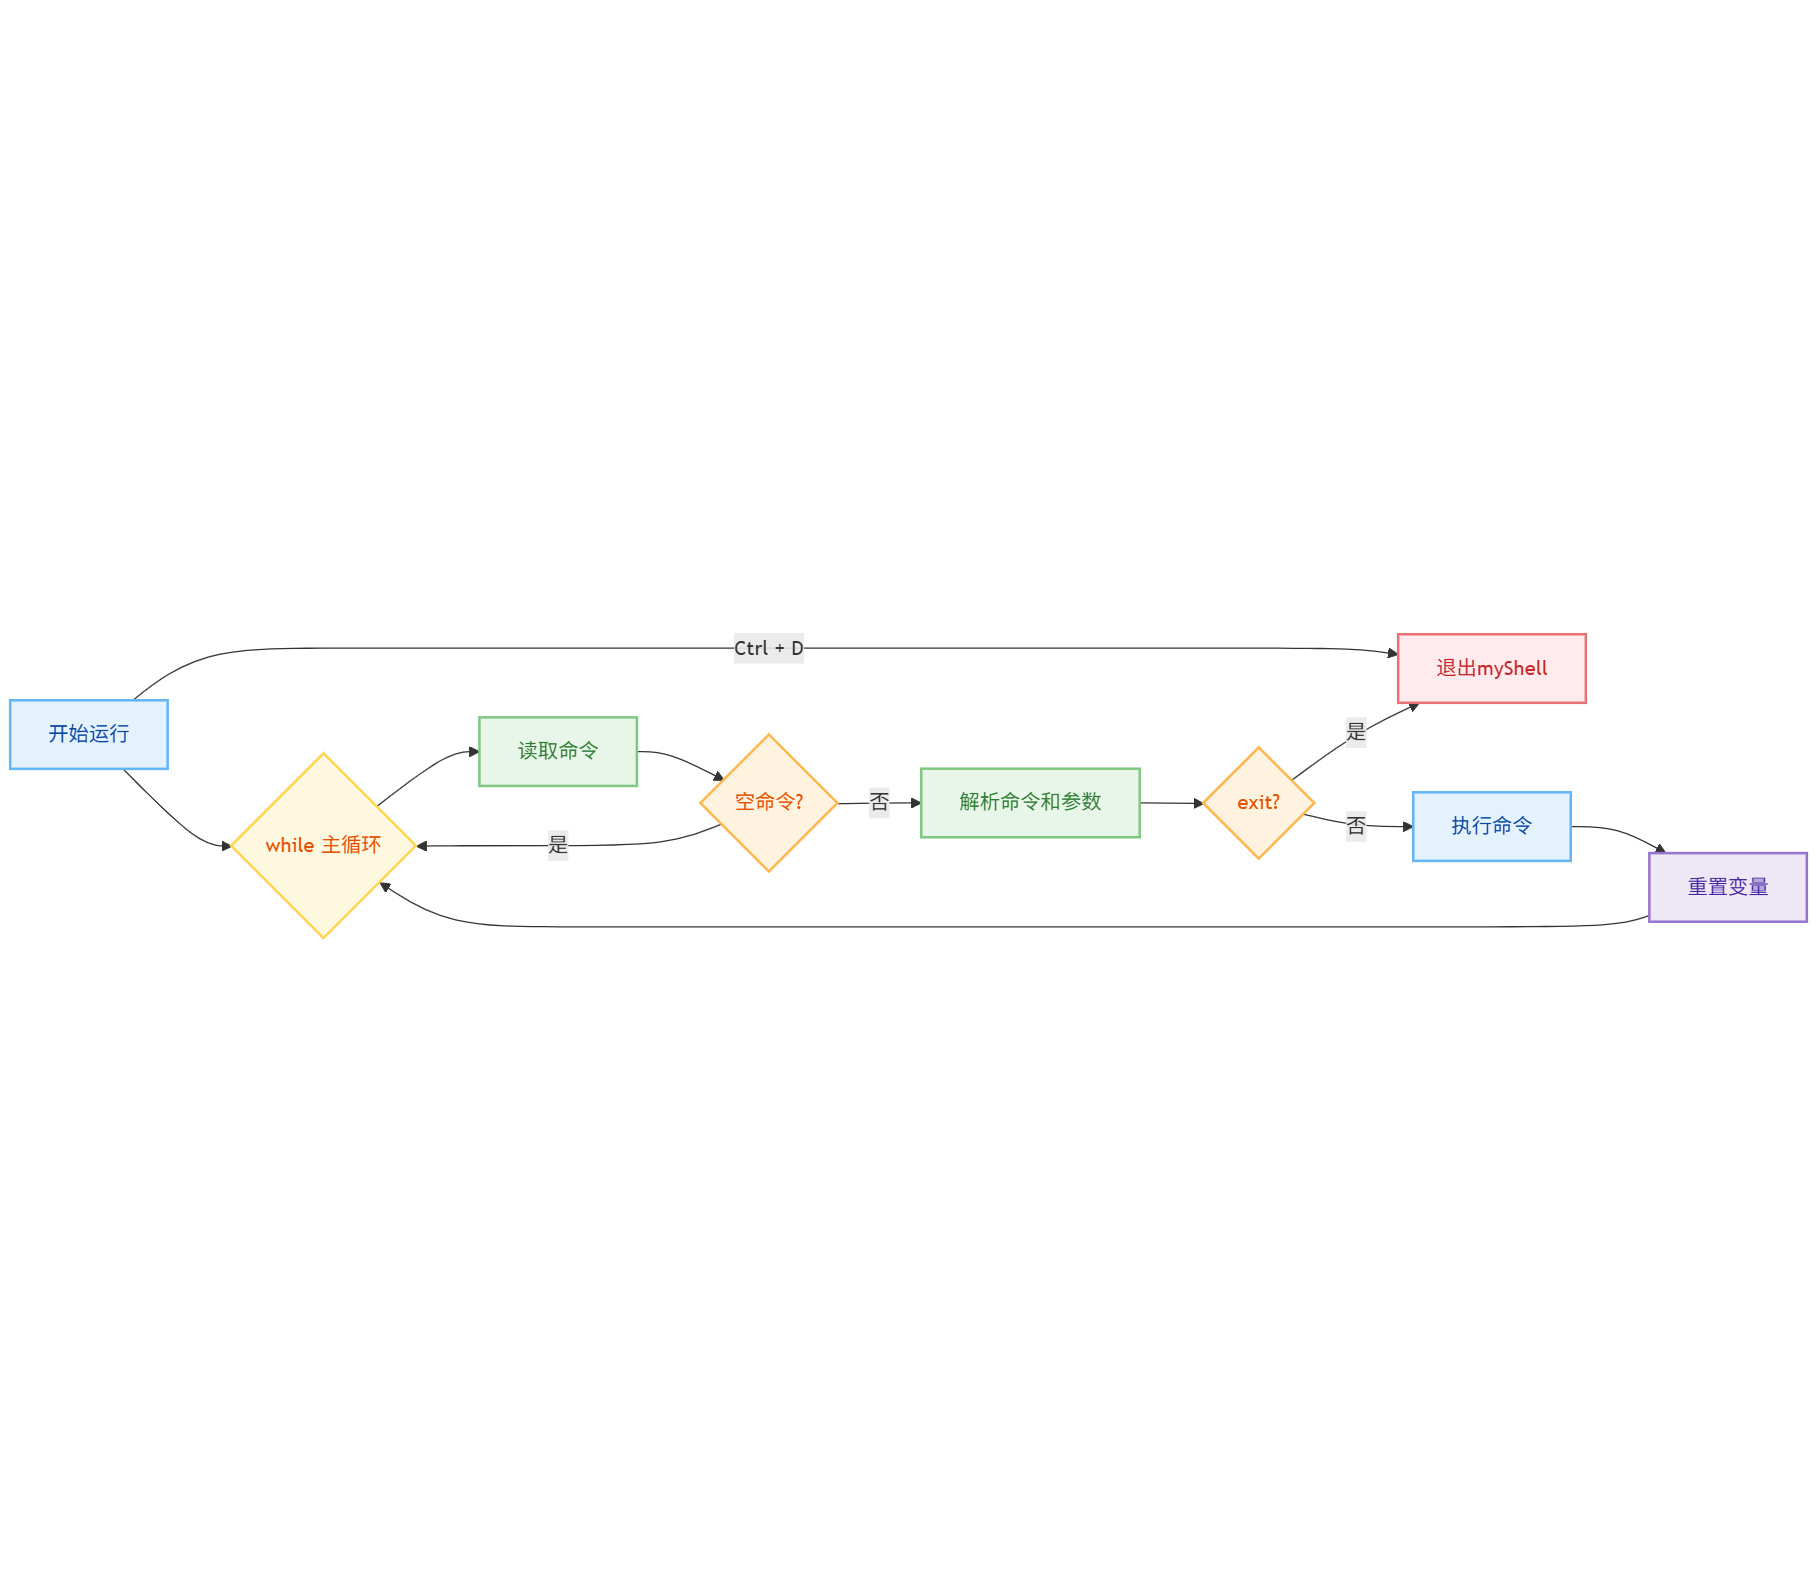 Ctrl + D
退出myShell
开始运行
是
读取命令
空命令?
否
解析命令和参数
exit?
否
执行命令
while 主循环
是
重置变量